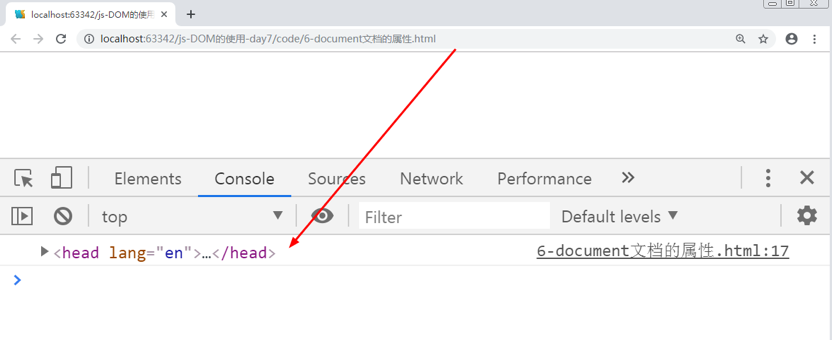 localhost:63342/js-DOM的使用
localhost:63342/js-DOM的使用-day7/code/6-document文档的属性.html
Elements Console Sources Network Performance
top Filter Default levels
<head lang="en">…</head> 6-document文档的属性.html:17